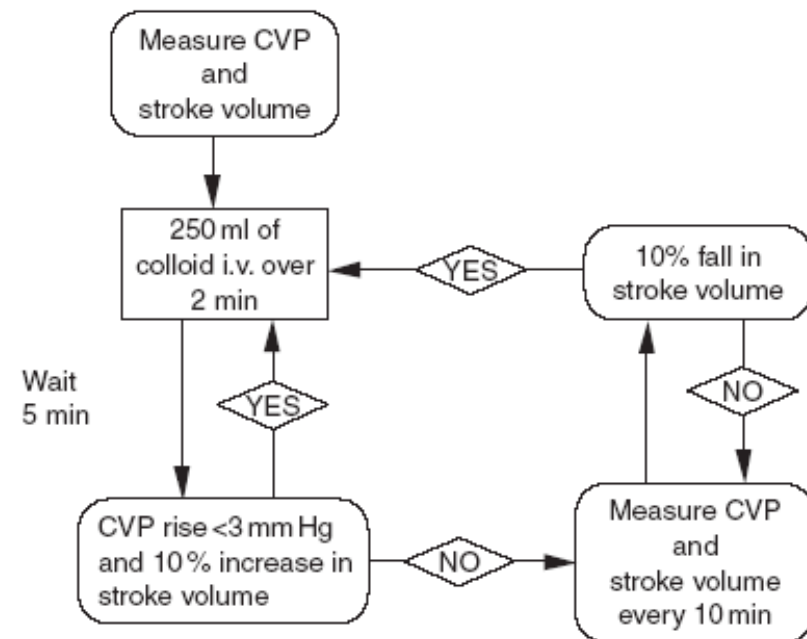 Measure CVP
and
stroke volume
250 ml of
colloid i.v. over
2 min
YES
10% fall in
stroke volume
Wait
5 min
YES
NO
CVP rise <3 mm Hg
and 10% increase in
stroke volume
NO
Measure CVP
and
stroke volume
every 10 min